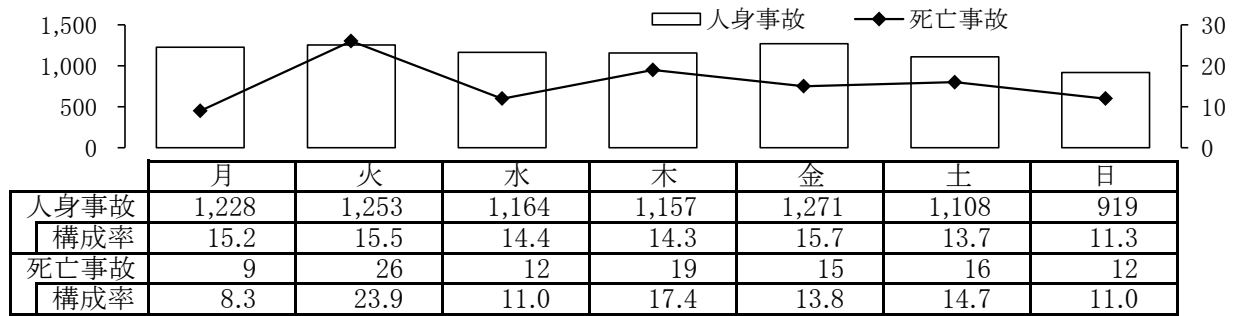 人身事故 死亡事故
1,500 30
1,000 20
500 10
0 0
月 火 水 木 金 土 日
人身事故 1,228 1,253 1,164 1,157 1,271 1,108 919
構成率 15.2 15.5 14.4 14.3 15.7 13.7 11.3
死亡事故 9 26 12 19 15 16 12
構成率 8.3 23.9 11.0 17.4 13.8 14.7 11.0